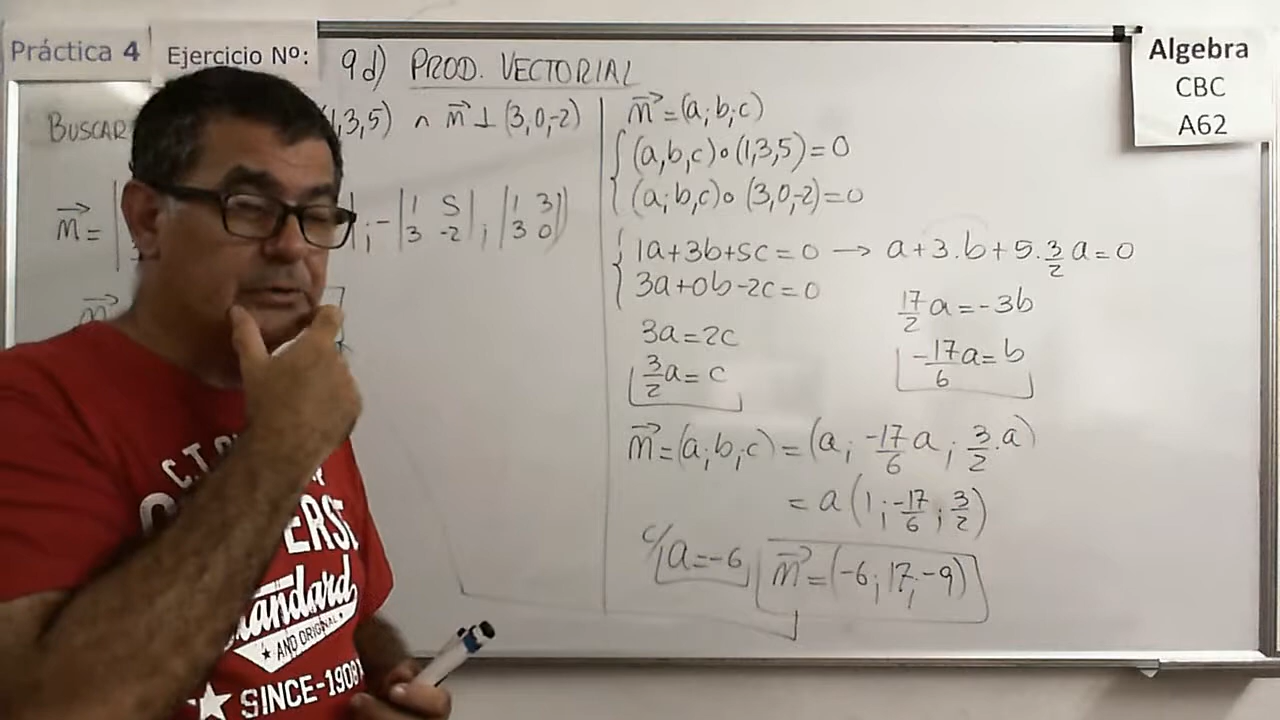 Práctica 4
Ejercicio Nº: 9d) PROD. VECTORIAL
Algebra
CBC
A62
BUSCAR 1,3,5) ∧ m⃗ ⊥ (3,0,-2)
m⃗ = | | ; - |1 5; 3 -2| ; |1 3; 3 0| )
m⃗
m⃗ = (a;b;c)
(a,b,c)∘(1,3,5)=0
(a;b,c)∘(3,0,-2)=0
1a+3b+5c=0 → a+3.b+5.3/2 a=0
3a+0b-2c=0
17/2 a=-3b
3a=2c
-17/6 a=b
3/2 a=c
m⃗=(a;b,c)=(a; -17/6 a; 3/2.a)
= a(1; -17/6; 3/2)
c/ a=-6 m⃗=(-6;17;-9)
C.T.
ERSE
Standard
AND ORIGINAL
SINCE-1908